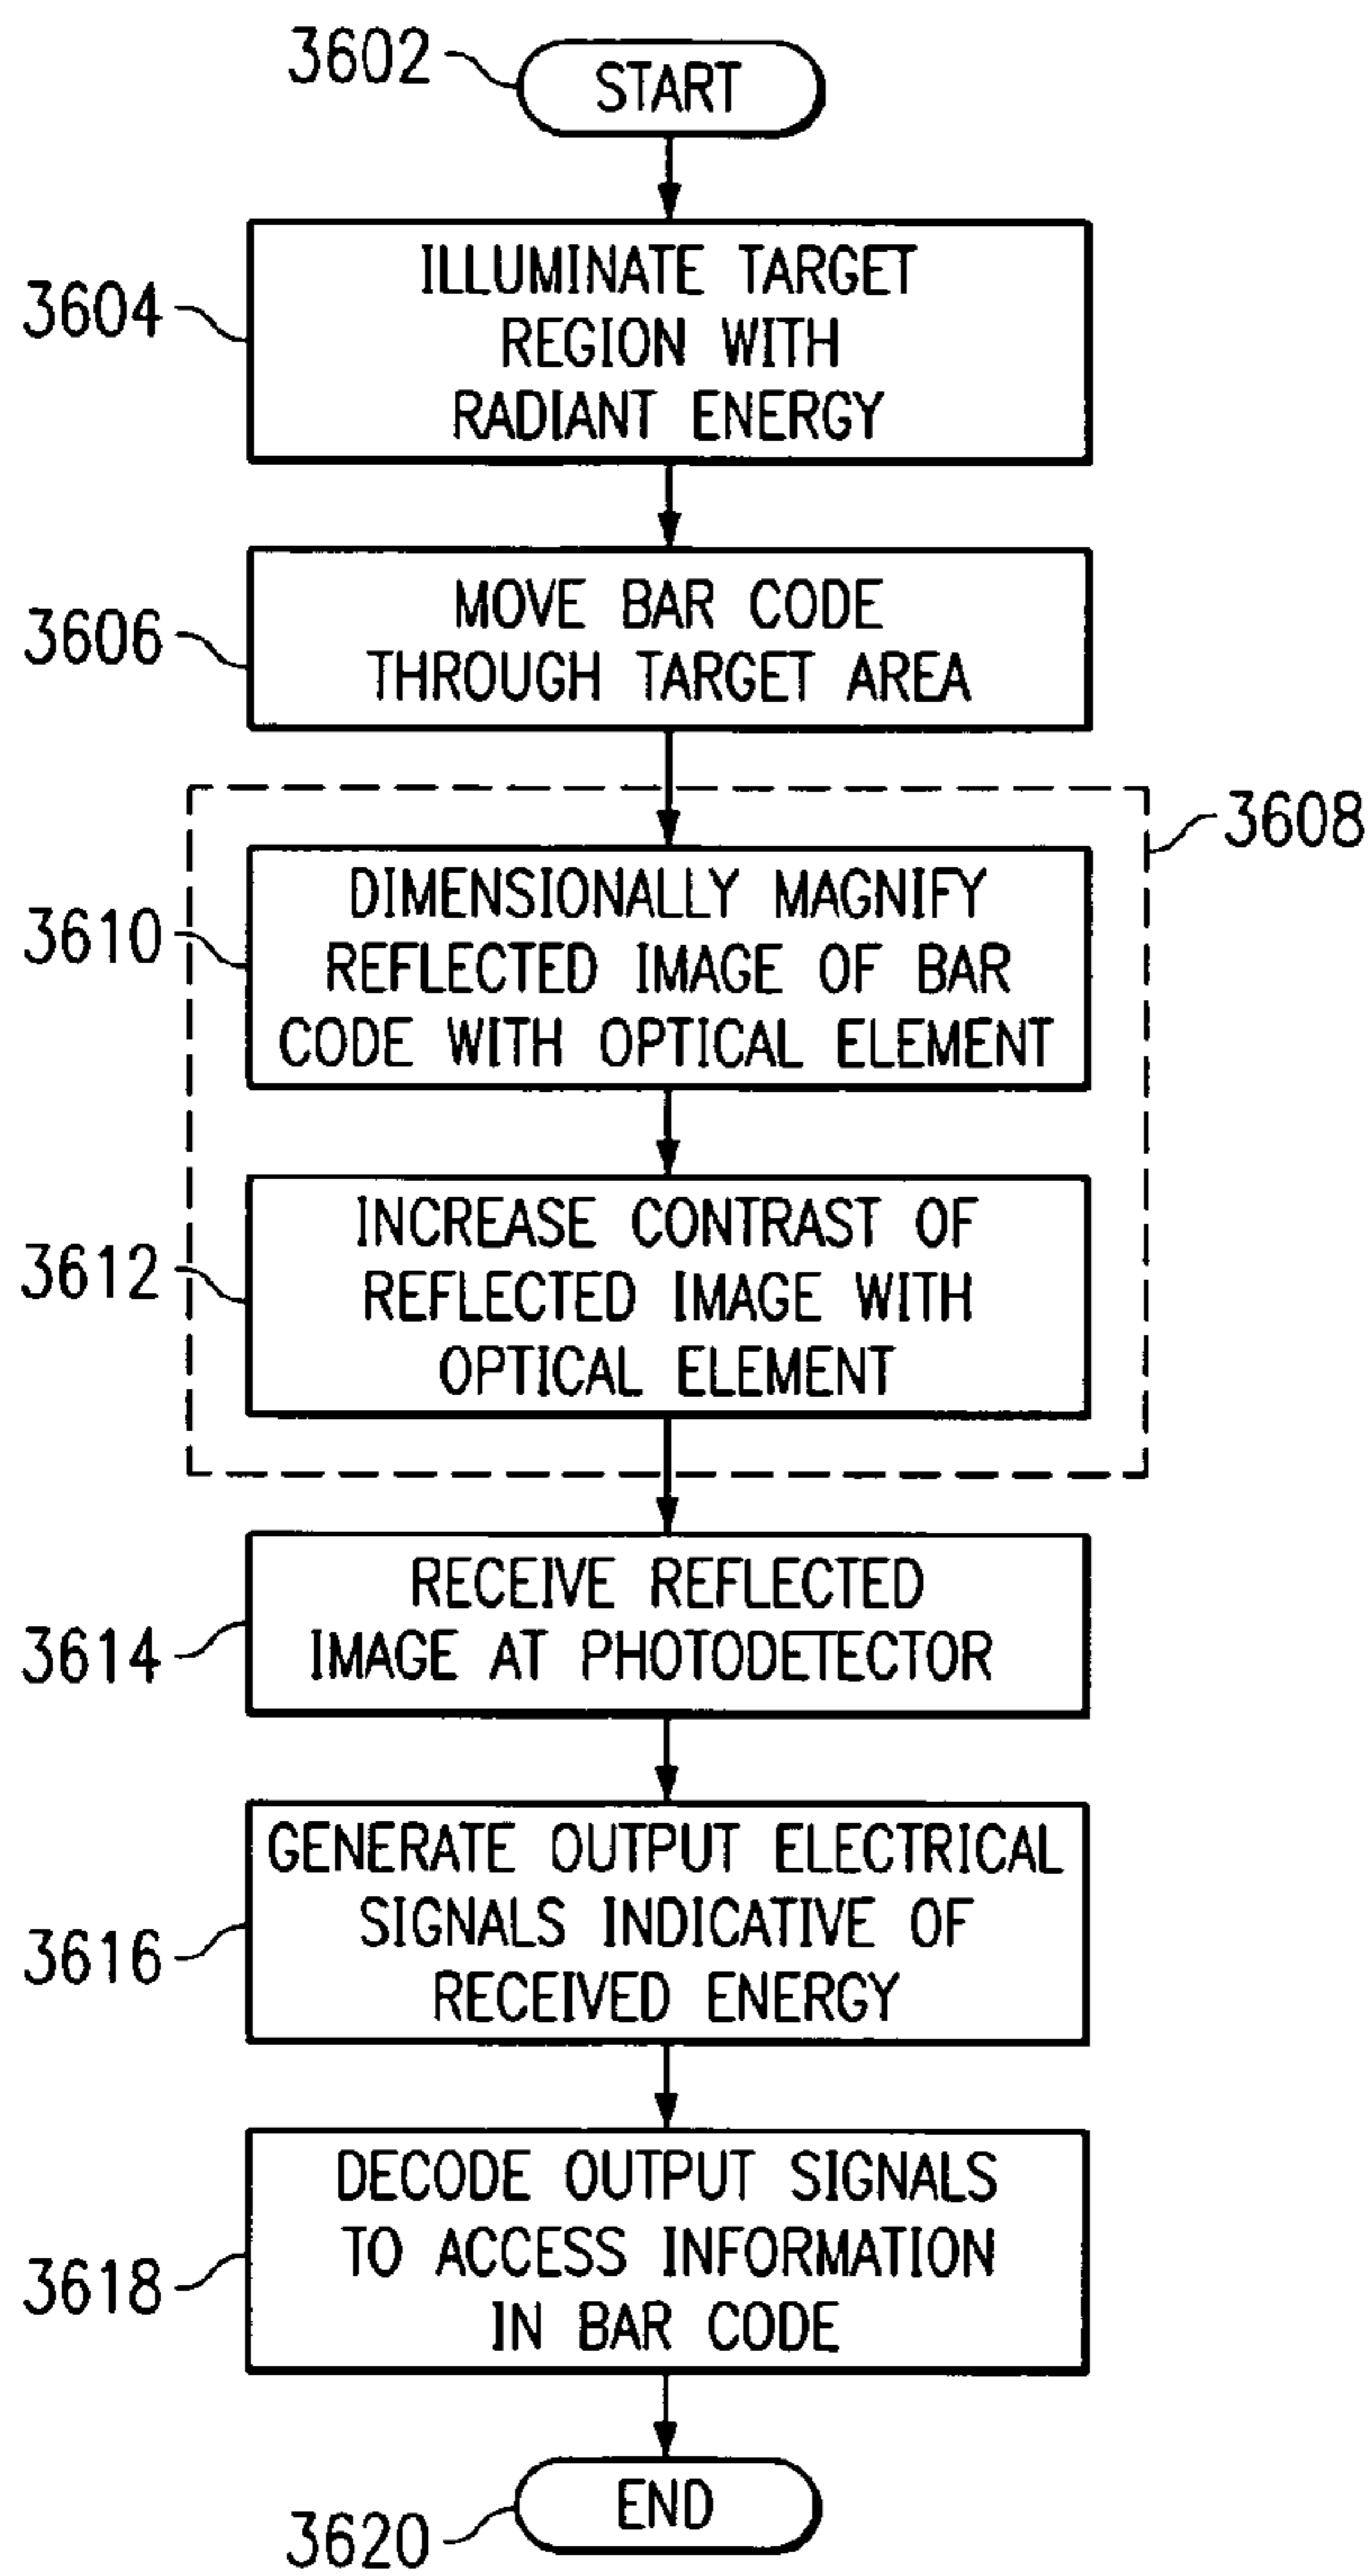 3602
START
3604
ILLUMINATE TARGET
REGION WITH
RADIANT ENERGY
3606
MOVE BAR CODE
THROUGH TARGET AREA
3608
3610
DIMENSIONALLY MAGNIFY
REFLECTED IMAGE OF BAR
CODE WITH OPTICAL ELEMENT
3612
INCREASE CONTRAST OF
REFLECTED IMAGE WITH
OPTICAL ELEMENT
3614
RECEIVE REFLECTED
IMAGE AT PHOTODETECTOR
3616
GENERATE OUTPUT ELECTRICAL
SIGNALS INDICATIVE OF
RECEIVED ENERGY
3618
DECODE OUTPUT SIGNALS
TO ACCESS INFORMATION
IN BAR CODE
3620
END